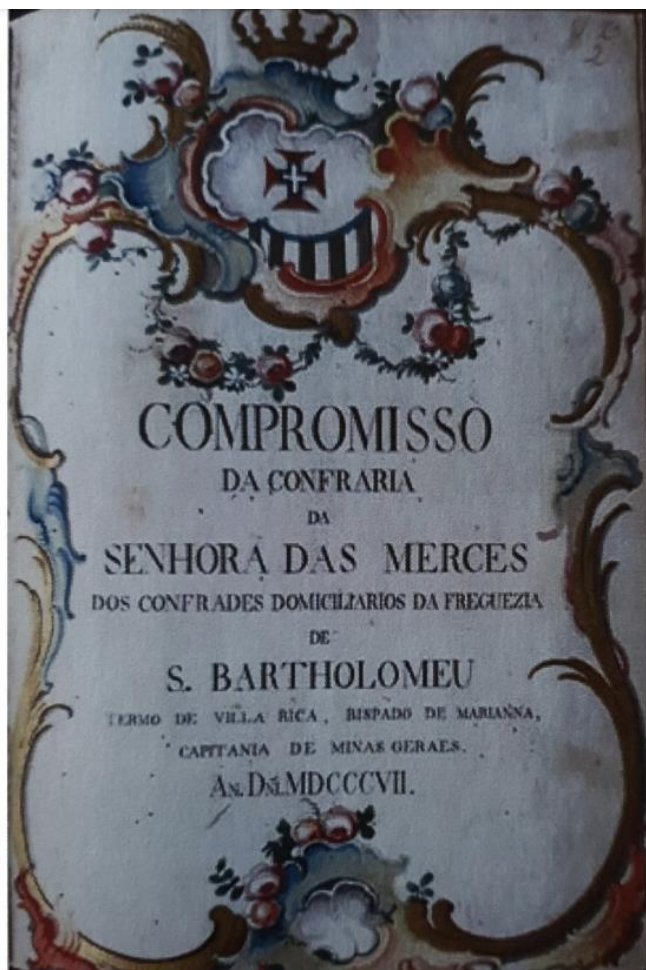 COMPROMISSO
DA CONFRARIA
DA
SENHORA DAS MERCES
DOS CONFRADES DOMICILIARIOS DA FREGUEZIA
DE
S. BARTHOLOMEU
TERMO DE VILLA RICA, BISPADO DE MARIANNA,
CAPITANIA DE MINAS GERAES.
AN. DÑI. MDCCCVII.